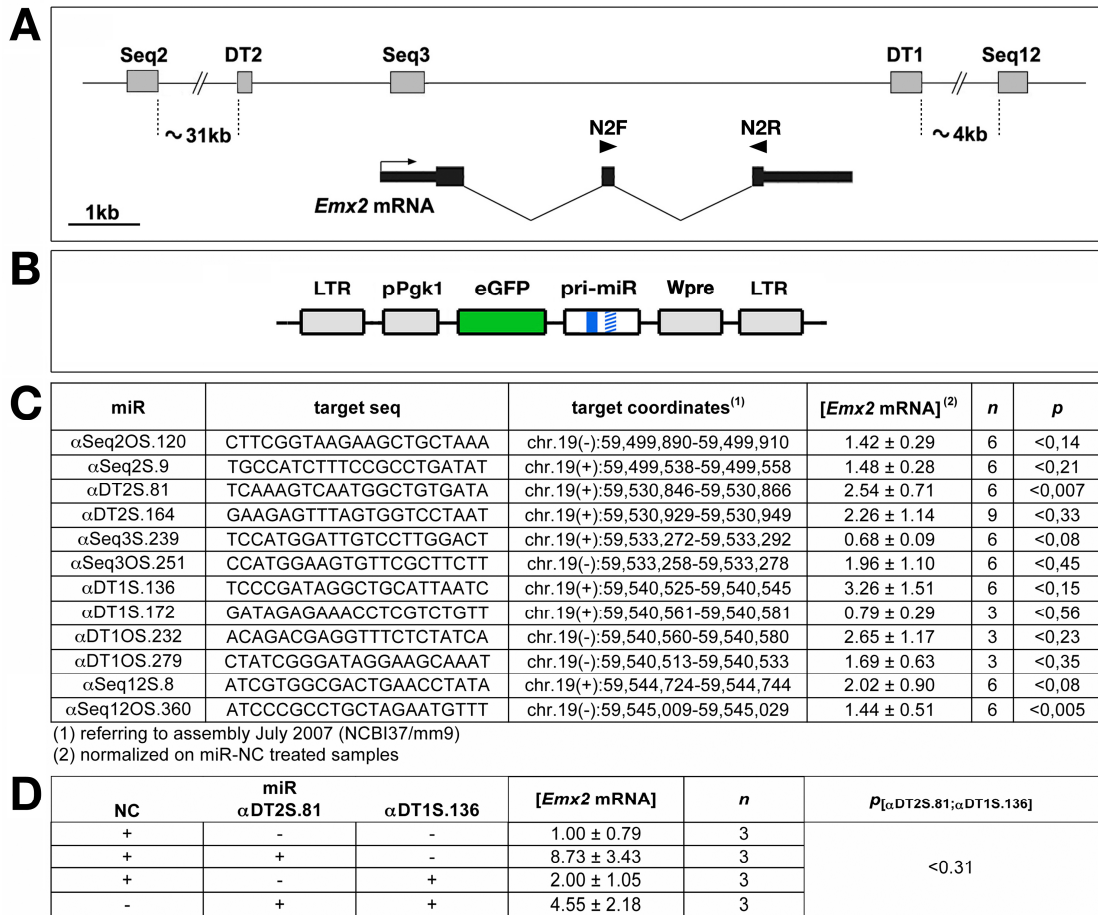 A
Seq2 DT2 Seq3 DT1 Seq12
~31kb ~4kb
N2F N2R
Emx2 mRNA
1kb
B
LTR pPgk1 eGFP pri-miR Wpre LTR
C
miR target seq target coordinates(1) [Emx2 mRNA](2) n p
αSeq2OS.120 CTTCGGTAAGAAGCTGCTAAA chr.19(-):59,499,890-59,499,910 1.42 ± 0.29 6 <0,14
αSeq2S.9 TGCCATCTTTCCGCCTGATAT chr.19(+):59,499,538-59,499,558 1.48 ± 0.28 6 <0,21
αDT2S.81 TCAAAGTCAATGGCTGTGATA chr.19(+):59,530,846-59,530,866 2.54 ± 0.71 6 <0,007
αDT2S.164 GAAGAGTTTAGTGGTCCTAAT chr.19(+):59,530,929-59,530,949 2.26 ± 1.14 9 <0,33
αSeq3S.239 TCCATGGATTGTCCTTGGACT chr.19(+):59,533,272-59,533,292 0.68 ± 0.09 6 <0,08
αSeq3OS.251 CCATGGAAGTGTTCGCTTCTT chr.19(-):59,533,258-59,533,278 1.96 ± 1.10 6 <0,45
αDT1S.136 TCCCGATAGGCTGCATTAATC chr.19(+):59,540,525-59,540,545 3.26 ± 1.51 6 <0,15
αDT1S.172 GATAGAGAAACCTCGTCTGTT chr.19(+):59,540,561-59,540,581 0.79 ± 0.29 3 <0,56
αDT1OS.232 ACAGACGAGGTTTCTCTATCA chr.19(-):59,540,560-59,540,580 2.65 ± 1.17 3 <0,23
αDT1OS.279 CTATCGGGATAGGAAGCAAAT chr.19(-):59,540,513-59,540,533 1.69 ± 0.63 3 <0,35
αSeq12S.8 ATCGTGGCGACTGAACCTATA chr.19(+):59,544,724-59,544,744 2.02 ± 0.90 6 <0,08
αSeq12OS.360 ATCCCGCCTGCTAGAATGTTT chr.19(-):59,545,009-59,545,029 1.44 ± 0.51 6 <0,005
(1) referring to assembly July 2007 (NCBI37/mm9)
(2) normalized on miR-NC treated samples
D
miR
NC αDT2S.81 αDT1S.136 [Emx2 mRNA] n p[αDT2S.81;αDT1S.136]
+ - - 1.00 ± 0.79 3
+ + - 8.73 ± 3.43 3
<0.31
+ - + 2.00 ± 1.05 3
- + + 4.55 ± 2.18 3